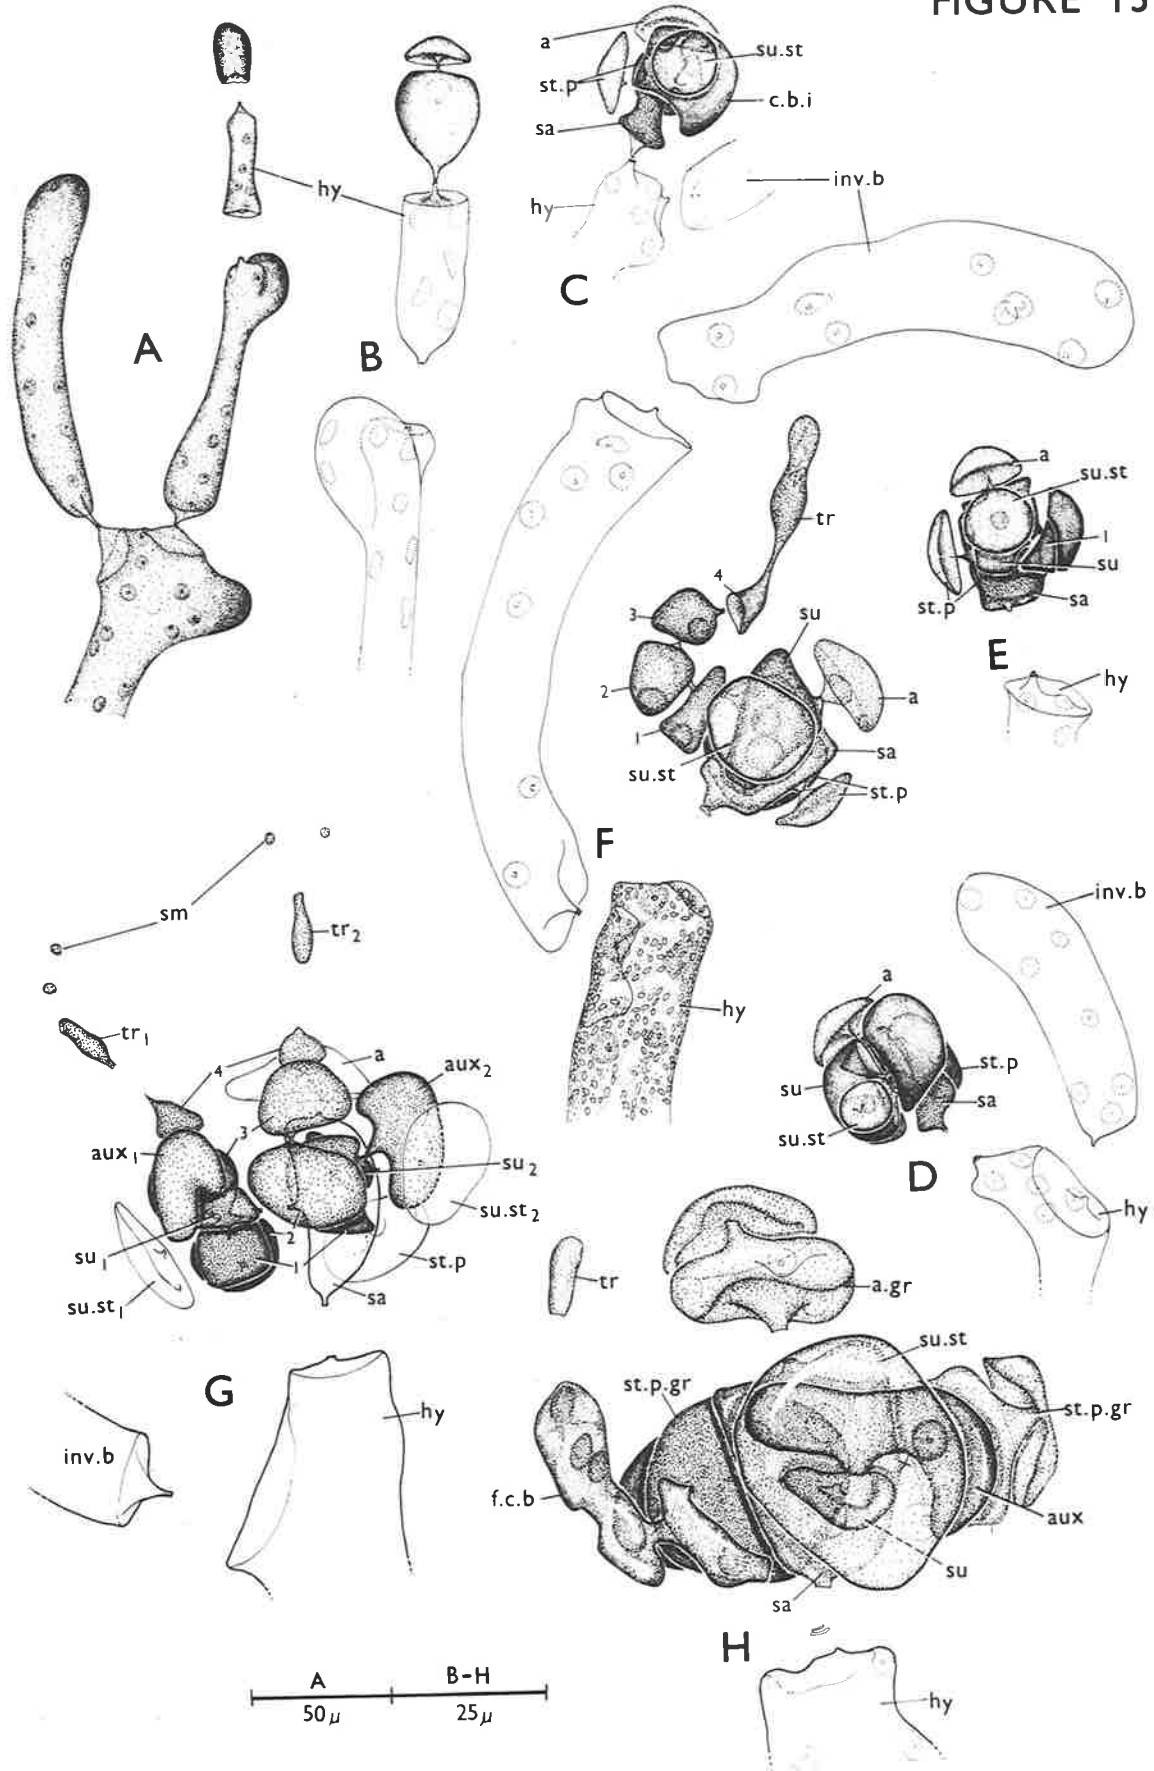 FIGURE 15
a
su.st
st.p
c.b.i
sa
hy
inv.b
hy
C
A
B
a
su.st
tr
1
4
su
su
3
st.p
sa
2
a
E
hy
1
sa
su.st
st.p
F
sm
inv.b
tr2
a
hy
tr1
a
aux2
st.p
4
su
sa
3
aux1
su.st
su2
D
su.st2
hy
su1
2
1
st.p
tr
su.st1
sa
a.gr
su.st
G
st.p.gr
hy
st.p.gr
inv.b
f.c.b
aux
su
sa
H
A B-H
50μ 25μ
hy